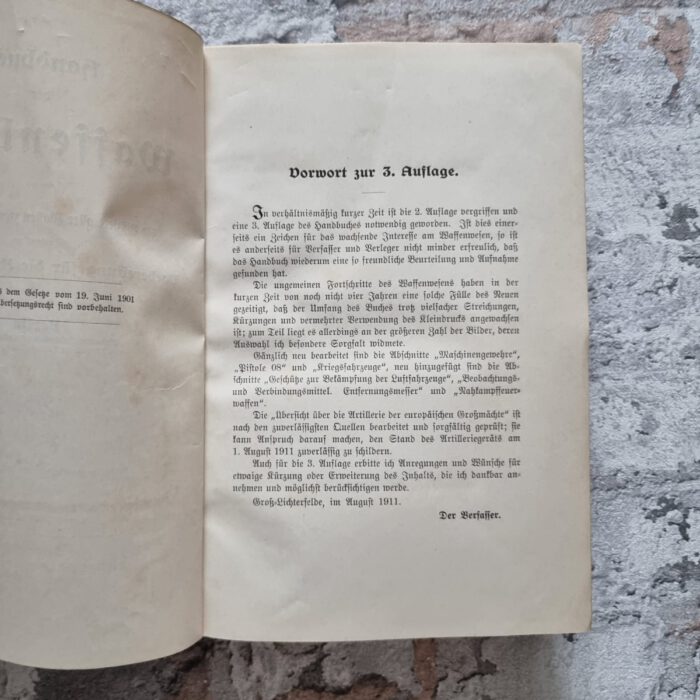 s dem Gesetze vom 19. Juni 1901
bersetzungsrecht sind vorbehalten.
Vorwort zur 3. Auflage.
In verhältnismäßig kurzer Zeit ist die 2. Auflage vergriffen und
eine 3. Auflage des Handbuches notwendig geworden. Ist dies einer-
seits ein Zeichen für das wachsende Interesse am Waffenwesen, so ist
es anderseits für Verfasser und Verleger nicht minder erfreulich, daß
das Handbuch wiederum eine so freundliche Beurteilung und Aufnahme
gefunden hat.
Die ungemeinen Fortschritte des Waffenwesens haben in der
kurzen Zeit von noch nicht vier Jahren eine solche Fülle des Neuen
gezeitigt, daß der Umfang des Buches trotz vielfacher Streichungen,
Kürzungen und vermehrter Verwendung des Kleindrucks angewachsen
ist; zum Teil liegt es allerdings an der größeren Zahl der Bilder, deren
Auswahl ich besondere Sorgfalt widmete.
Gänzlich neu bearbeitet sind die Abschnitte „Maschinengewehre“,
„Pistole 08“ und „Kriegsfahrzeuge“, neu hinzugefügt sind die Ab-
schnitte „Geschütze zur Bekämpfung der Luftfahrzeuge“, „Beobachtungs-
und Verbindungsmittel. Entfernungsmesser“ und „Nahkampffeuer-
waffen“.
Die „Übersicht über die Artillerie der europäischen Großmächte“ ist
nach den zuverlässigsten Quellen bearbeitet und sorgfältig geprüft; sie
kann Anspruch darauf machen, den Stand des Artilleriegeräts am
1. August 1911 zuverlässig zu schildern.
Auch für die 3. Auflage erbitte ich Anregungen und Wünsche für
etwaige Kürzung oder Erweiterung des Inhalts, die ich dankbar an-
nehmen und möglichst berücksichtigen werde.
Groß-Lichterfelde, im August 1911.
Der Verfasser.